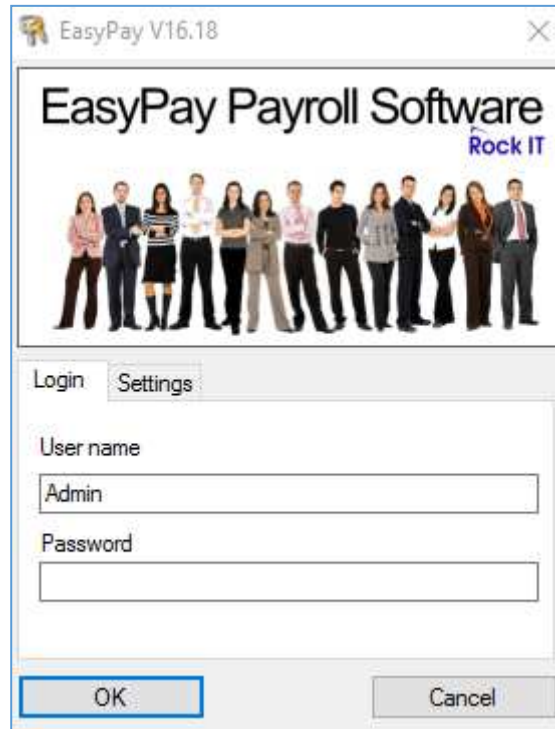 EasyPay V16.18
EasyPay Payroll Software
Rock IT
Login Settings
User name
Admin
Password
OK Cancel